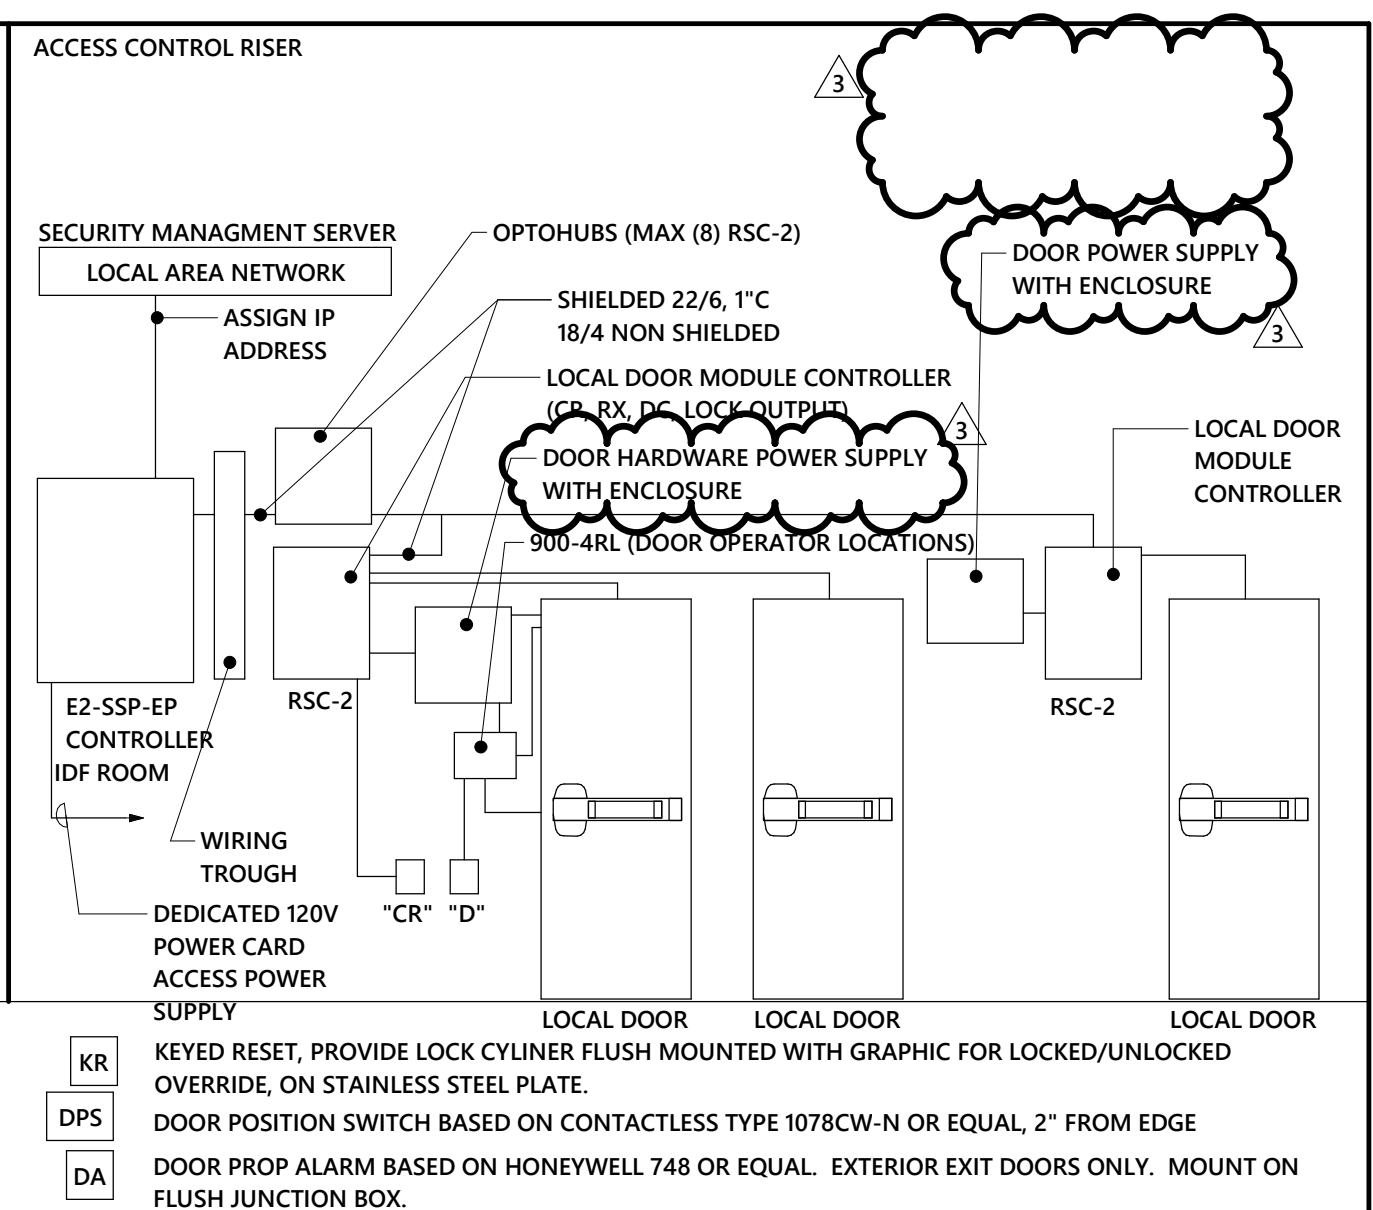 ACCESS CONTROL RISER
3
SECURITY MANAGMENT SERVER
LOCAL AREA NETWORK
ASSIGN IP
ADDRESS
OPTOHUBS (MAX (8) RSC-2)
SHIELDED 22/6, 1"C
18/4 NON SHIELDED
DOOR POWER SUPPLY
WITH ENCLOSURE
3
LOCAL DOOR MODULE CONTROLLER
(CR, RX, DC, LOCK OUTPUT)
3
DOOR HARDWARE POWER SUPPLY
WITH ENCLOSURE
900-4RL (DOOR OPERATOR LOCATIONS)
LOCAL DOOR
MODULE
CONTROLLER
E2-SSP-EP
CONTROLLER
IDF ROOM
RSC-2
RSC-2
WIRING
TROUGH
"CR"
"D"
DEDICATED 120V
POWER CARD
ACCESS POWER
SUPPLY
LOCAL DOOR
LOCAL DOOR
LOCAL DOOR
KR
KEYED RESET, PROVIDE LOCK CYLINER FLUSH MOUNTED WITH GRAPHIC FOR LOCKED/UNLOCKED
OVERRIDE, ON STAINLESS STEEL PLATE.
DPS
DOOR POSITION SWITCH BASED ON CONTACTLESS TYPE 1078CW-N OR EQUAL, 2" FROM EDGE
DA
DOOR PROP ALARM BASED ON HONEYWELL 748 OR EQUAL. EXTERIOR EXIT DOORS ONLY. MOUNT ON
FLUSH JUNCTION BOX.